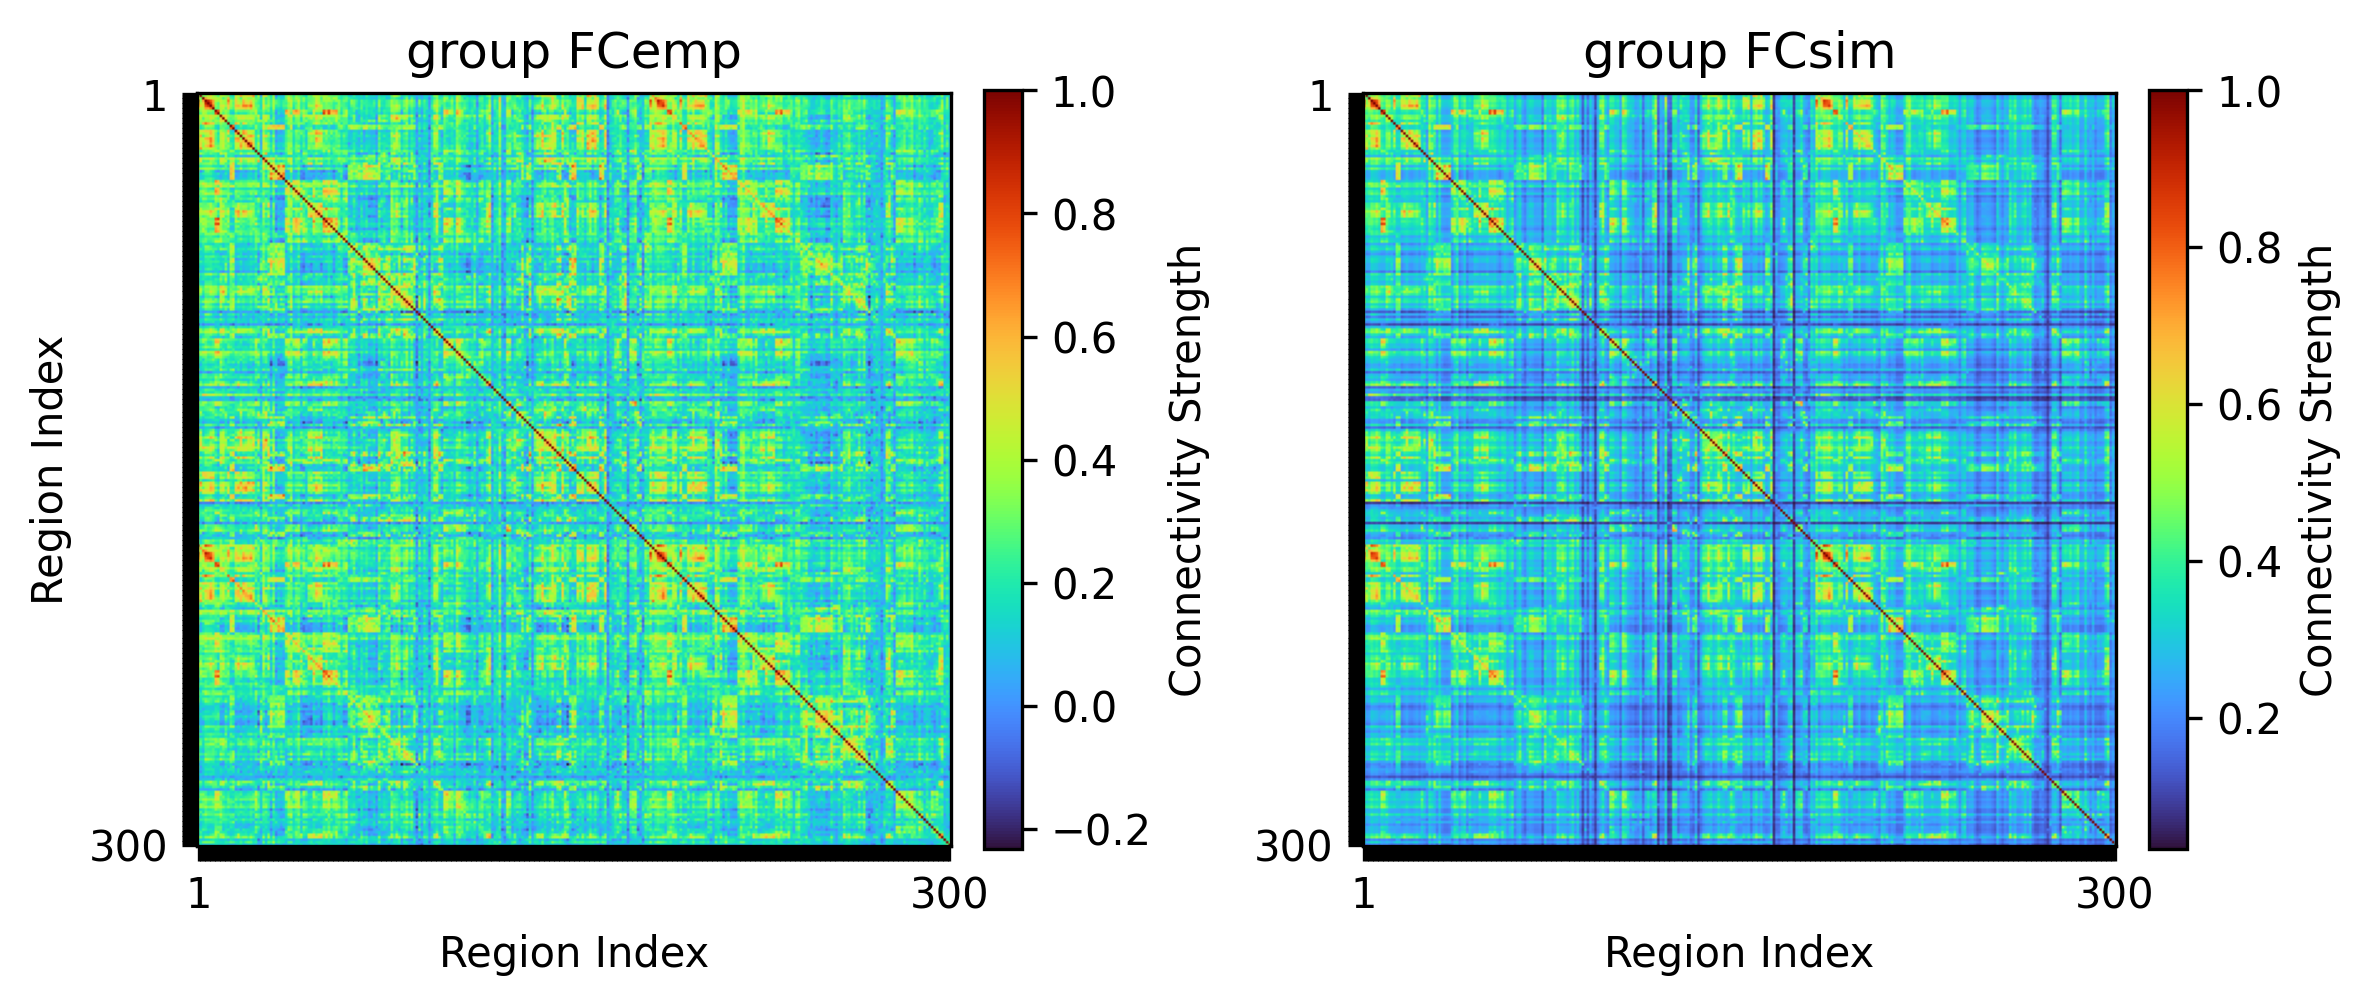 group FCemp
1
300
1
300
Region Index
Region Index
1.0
0.8
0.6
0.4
0.2
0.0
−0.2
Connectivity Strength
group FCsim
1
300
1
300
Region Index
1.0
0.8
0.6
0.4
0.2
Connectivity Strength